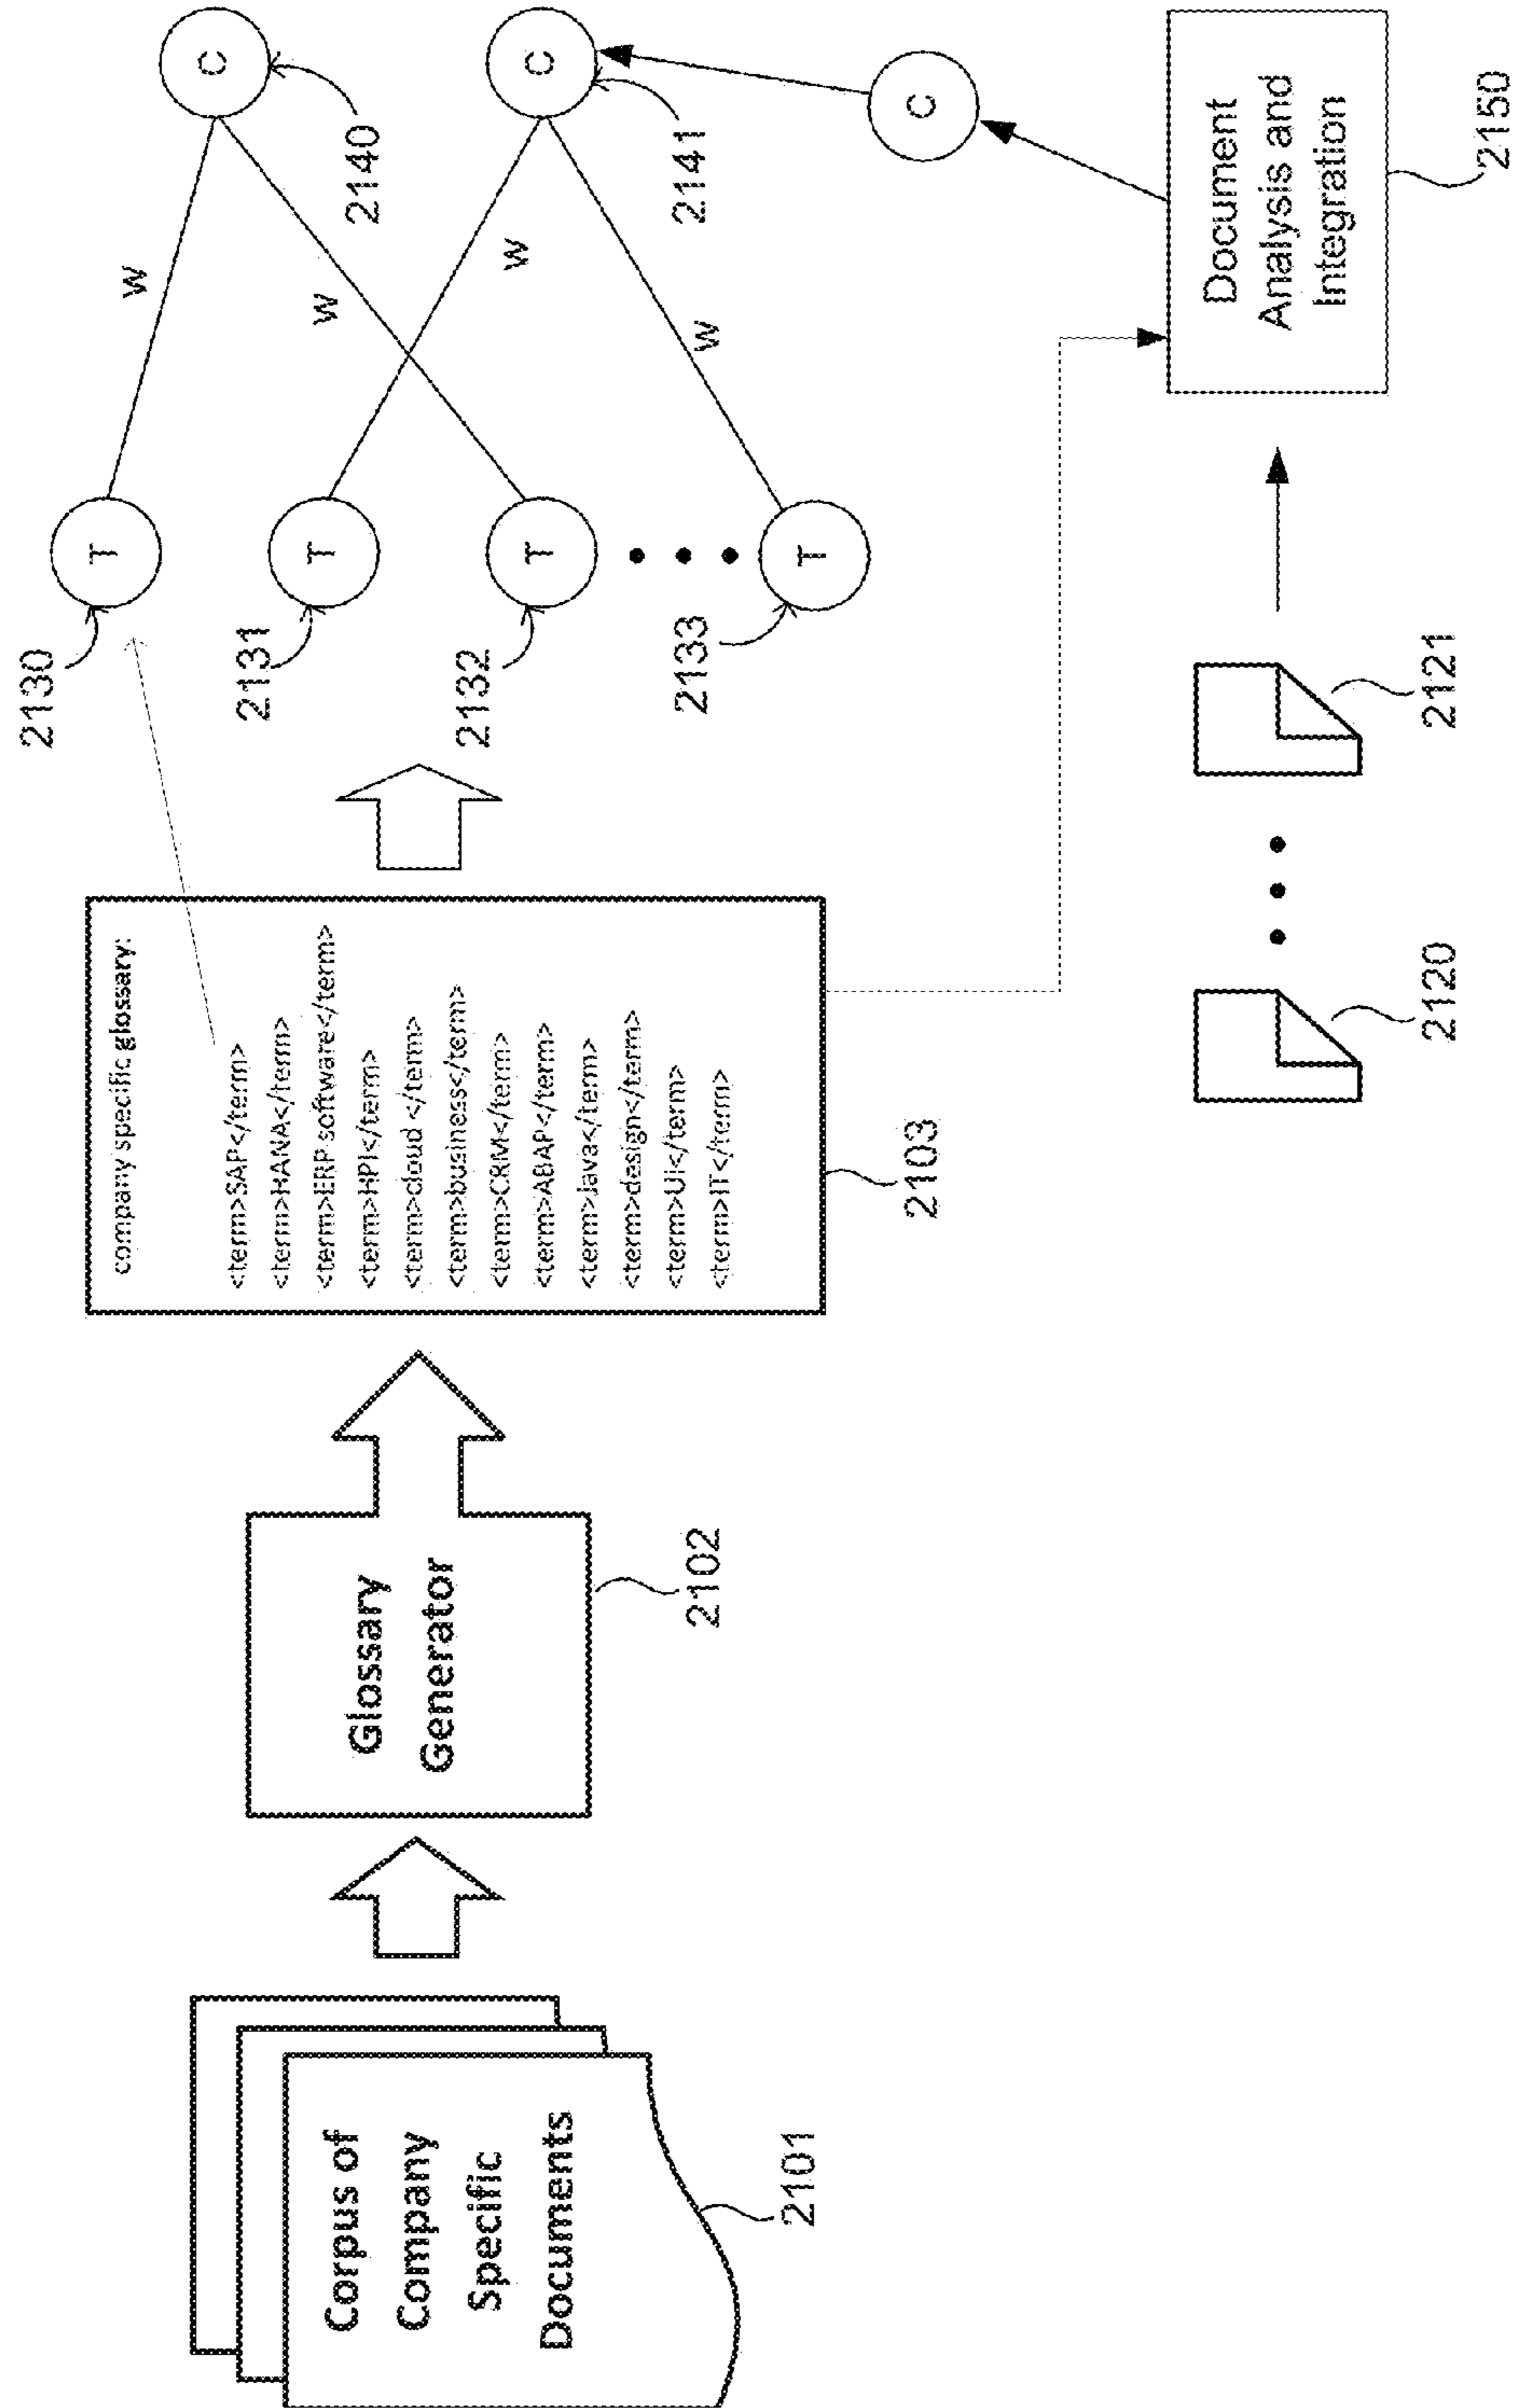 Corpus of
Company
Specific
Documents
2101
Glossary
Generator
2102
company specific glossary:
<term>SAP</term>
<term>HANA</term>
<term>ERP software</term>
<term>HPI</term>
<term>cloud </term>
<term>business</term>
<term>CRM</term>
<term>ABAP</term>
<term>Java</term>
<term>design</term>
<term>UI</term>
<term>IT</term>
2103
2130
T
2131
T
2132
T
2133
T
w
w
w
w
C
2140
C
2141
C
2120
2121
Document
Analysis and
Integration
2150